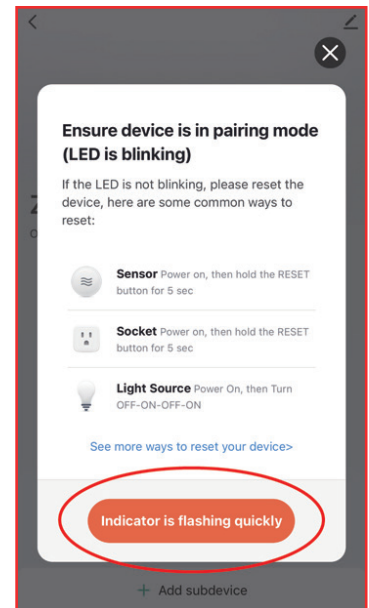 Ensure device is in pairing mode
(LED is blinking)
If the LED is not blinking, please reset the
device, here are some common ways to
reset:
Sensor Power on, then hold the RESET
button for 5 sec
Socket Power on, then hold the RESET
button for 5 sec
Light Source Power On, then Turn
OFF-ON-OFF-ON
See more ways to reset your device>
Indicator is flashing quickly
+ Add subdevice